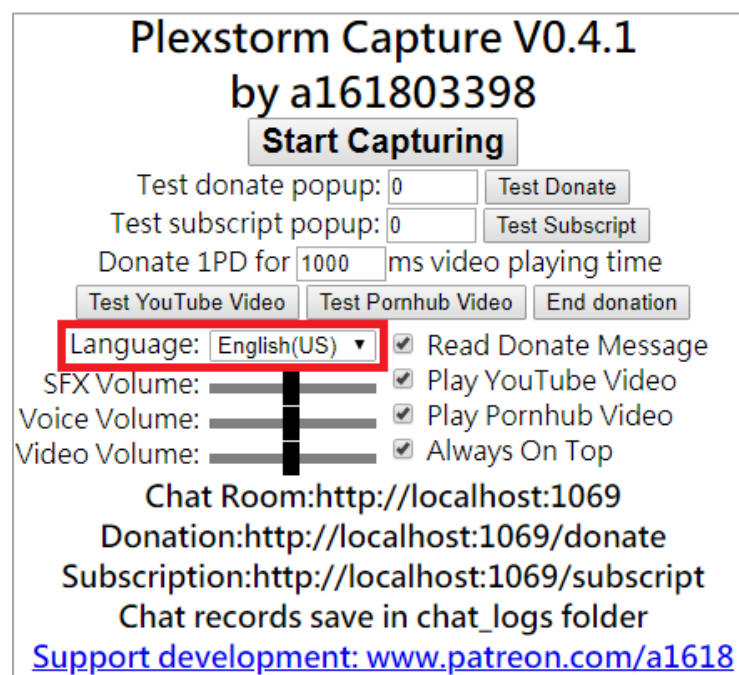 Plexstorm Capture V0.4.1
by a161803398
Start Capturing
Test donate popup: 0 Test Donate
Test subscript popup: 0 Test Subscript
Donate 1PD for 1000 ms video playing time
Test YouTube Video Test Pornhub Video End donation
Language: English(US) Read Donate Message
SFX Volume: Play YouTube Video
Voice Volume: Play Pornhub Video
Video Volume: Always On Top
Chat Room:http://localhost:1069
Donation:http://localhost:1069/donate
Subscription:http://localhost:1069/subscript
Chat records save in chat_logs folder
Support development: www.patreon.com/a1618